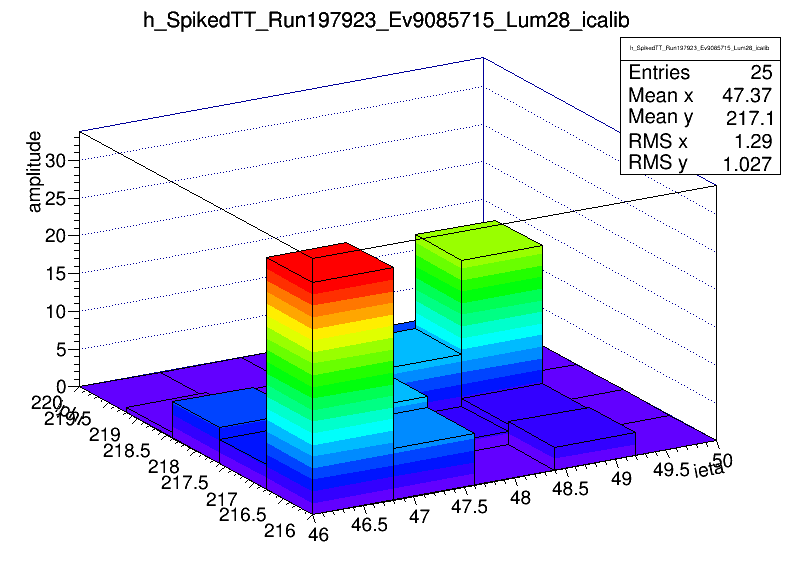 h_SpikedTT_Run197923_Ev9085715_Lum28_icalib
h_SpikedTT_Run197923_Ev9085715_Lum28_icalib
Entries 25
Mean x 47.37
Mean y 217.1
RMS x 1.29
RMS y 1.027
amplitude
30
25
20
15
10
5
0
220
219.5
219
218.5
218
217.5
217
216.5
216
46
46.5
47
47.5
48
48.5
49
49.5
50
ieta